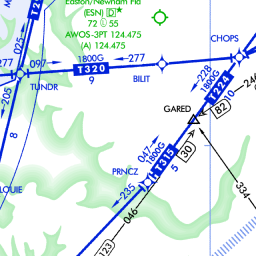 Easton/Newnam Fld
(ESN) D
72 55
AWOS-3PT 124.475
(A) 124.475
025
277
097
1800G
277
T320
9
TUNDR
BILIT
205
8
CHOPS
228
1800G
T224
10
82
GARED
334
30
047
1800G
T315
5
PRNCZ
235
046
123
LOUIE